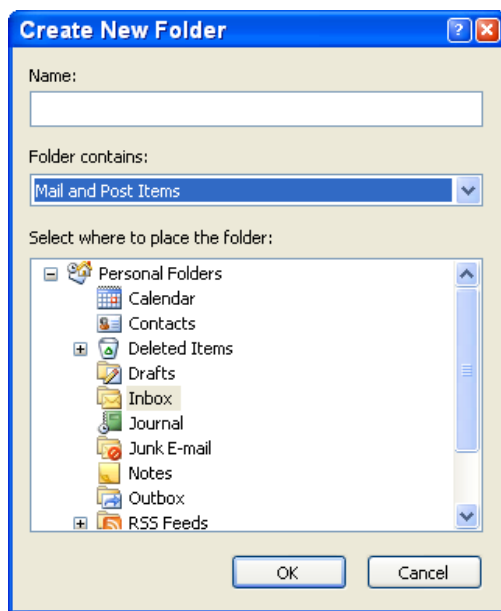 Create New Folder
Name:
Folder contains:
Mail and Post Items
Select where to place the folder:
Personal Folders
Calendar
Contacts
Deleted Items
Drafts
Inbox
Journal
Junk E-mail
Notes
Outbox
RSS Feeds
OK Cancel